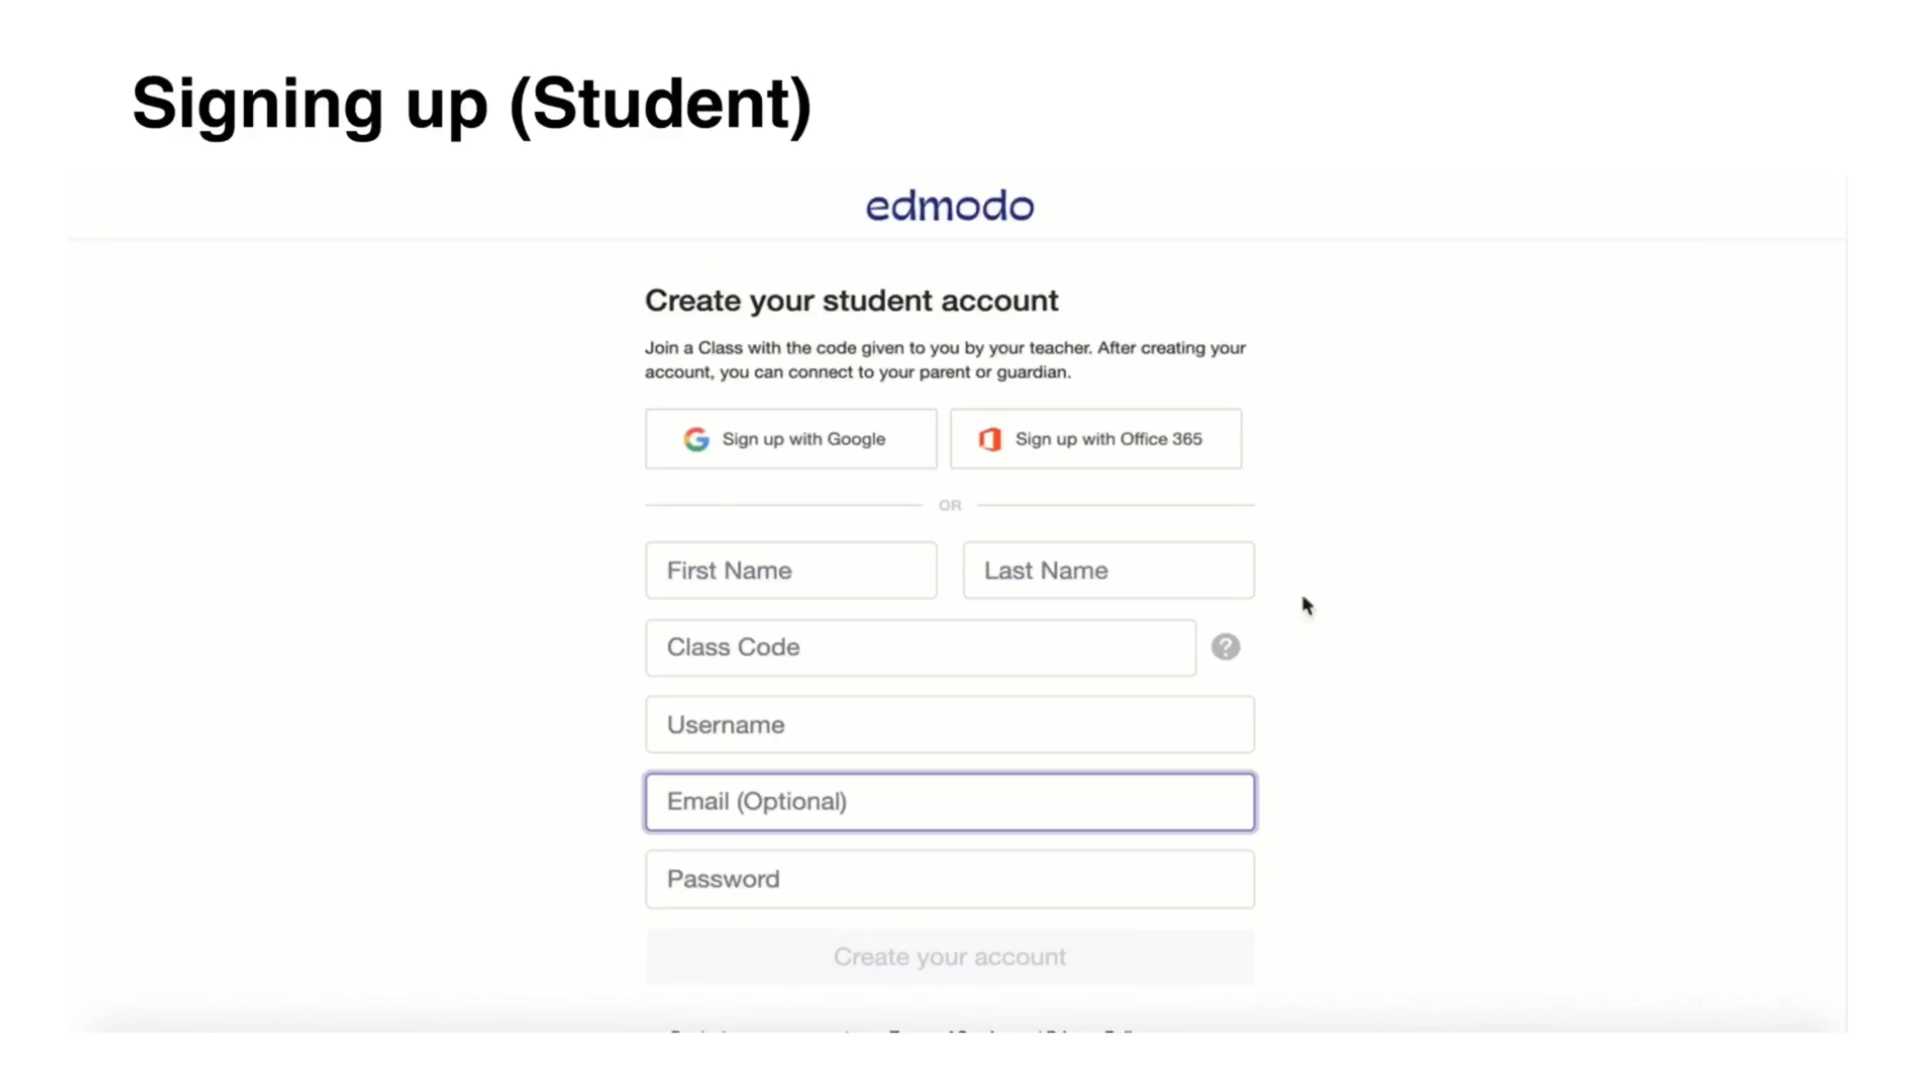 Signing up (Student)
edmodo
Create your student account
Join a Class with the code given to you by your teacher. After creating your
account, you can connect to your parent or guardian.
Sign up with Google
Sign up with Office 365
OR
First Name
Last Name
Class Code
?
Username
Email (Optional)
Password
Create your account